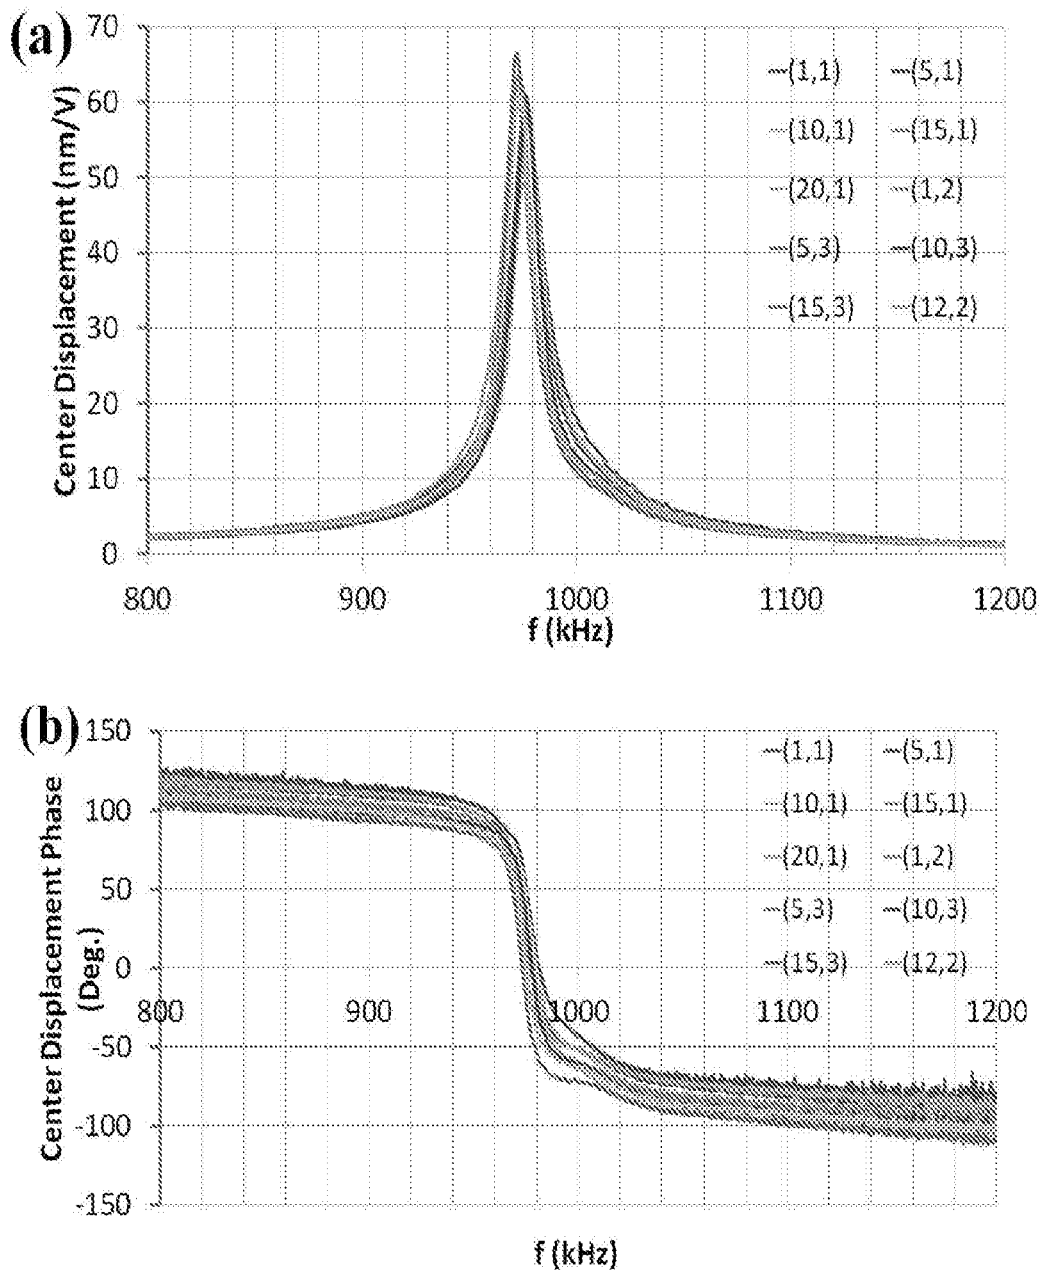 (a)
Center Displacement (nm/V)
70
60
50
40
30
20
10
0
800 900 1000 1100 1200
f (kHz)
(1,1) (5,1)
(10,1) (15,1)
(20,1) (1,2)
(5,3) (10,3)
(15,3) (12,2)
(b)
Center Displacement Phase
(Deg.)
150
100
50
0
-50
-100
-150
800 900 1000 1100 1200
(1,1) (5,1)
(10,1) (15,1)
(20,1) (1,2)
(5,3) (10,3)
(15,3) (12,2)
f (kHz)